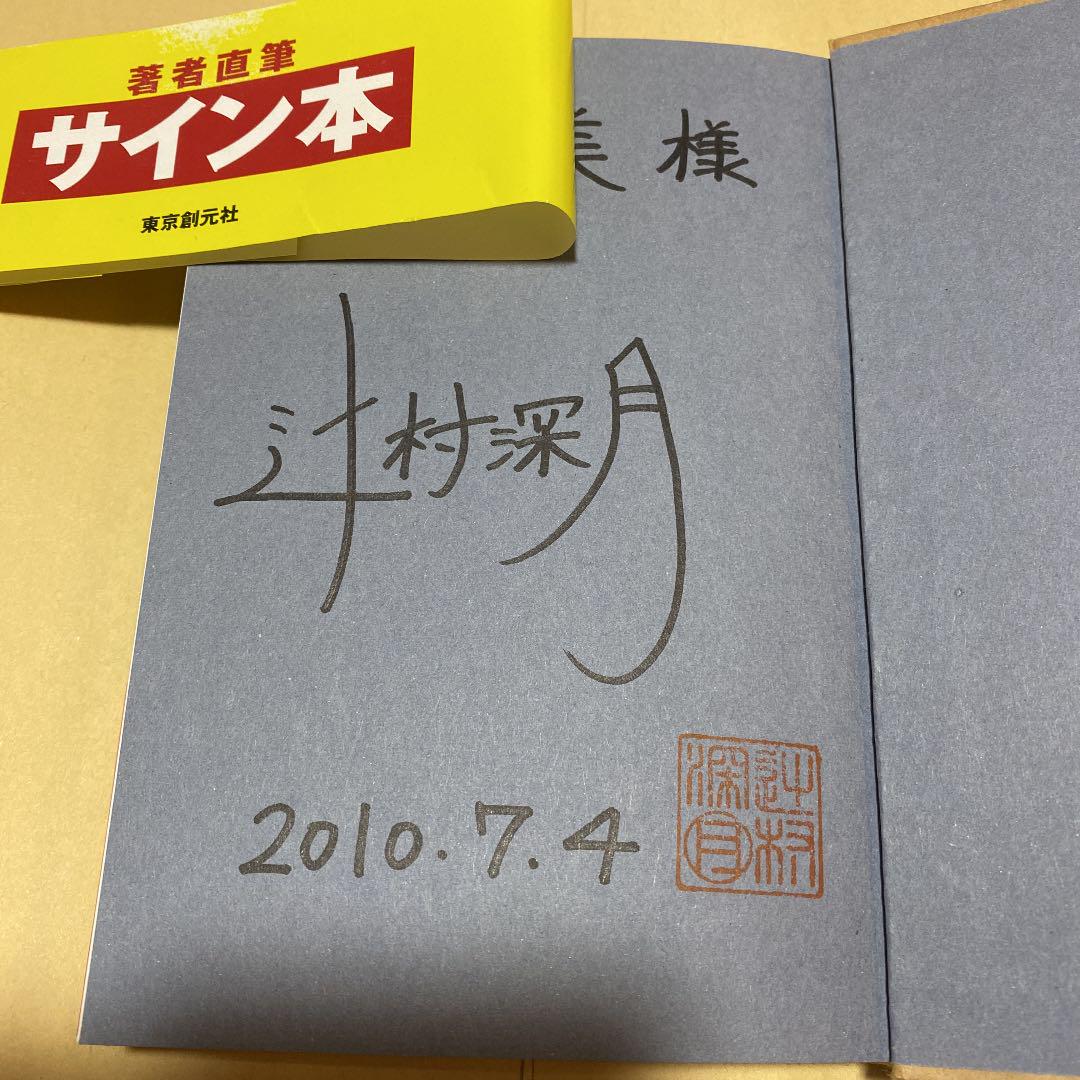 著者直筆
サイン本
東京創元社
美 様
辻村深月
2010.7.4
辻村
深月